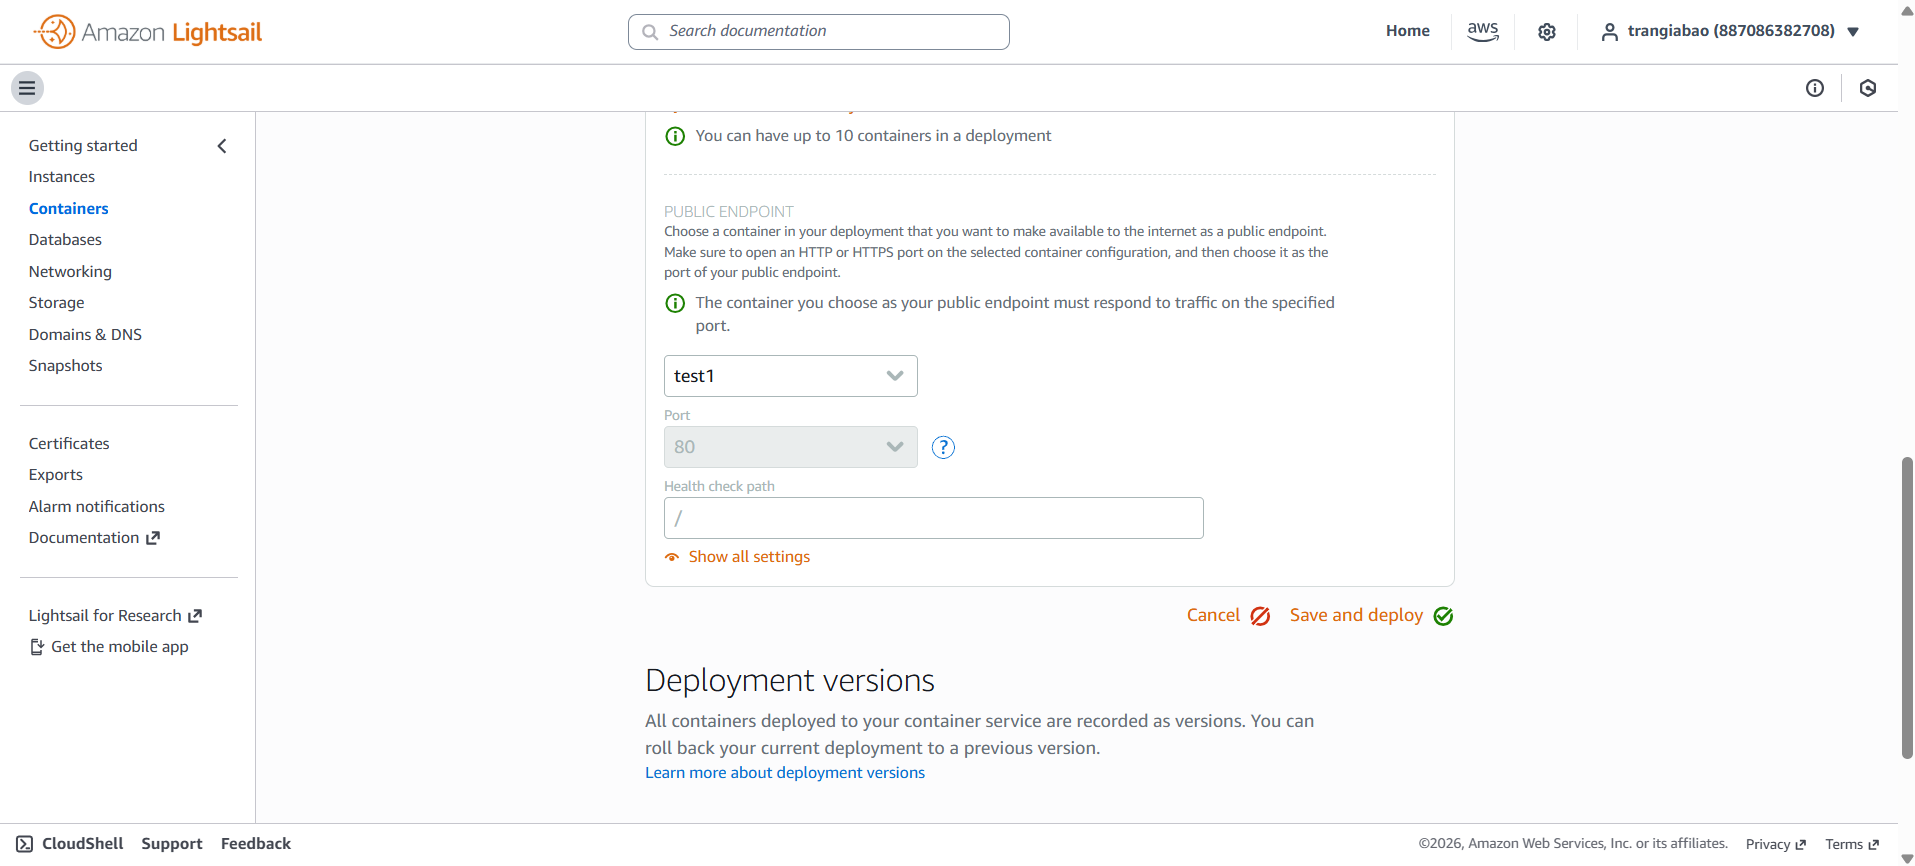 Amazon Lightsail
Search documentation
Home
aws
trangiabao (887086382708)
Getting started
Instances
Containers
Databases
Networking
Storage
Domains & DNS
Snapshots
Certificates
Exports
Alarm notifications
Documentation
Lightsail for Research
Get the mobile app
You can have up to 10 containers in a deployment
PUBLIC ENDPOINT
Choose a container in your deployment that you want to make available to the internet as a public endpoint.
Make sure to open an HTTP or HTTPS port on the selected container configuration, and then choose it as the
port of your public endpoint.
The container you choose as your public endpoint must respond to traffic on the specified
port.
test1
Port
80
?
Health check path
/
Show all settings
Cancel
Save and deploy
Deployment versions
All containers deployed to your container service are recorded as versions. You can
roll back your current deployment to a previous version.
Learn more about deployment versions
CloudShell
Support
Feedback
©2026, Amazon Web Services, Inc. or its affiliates.
Privacy
Terms